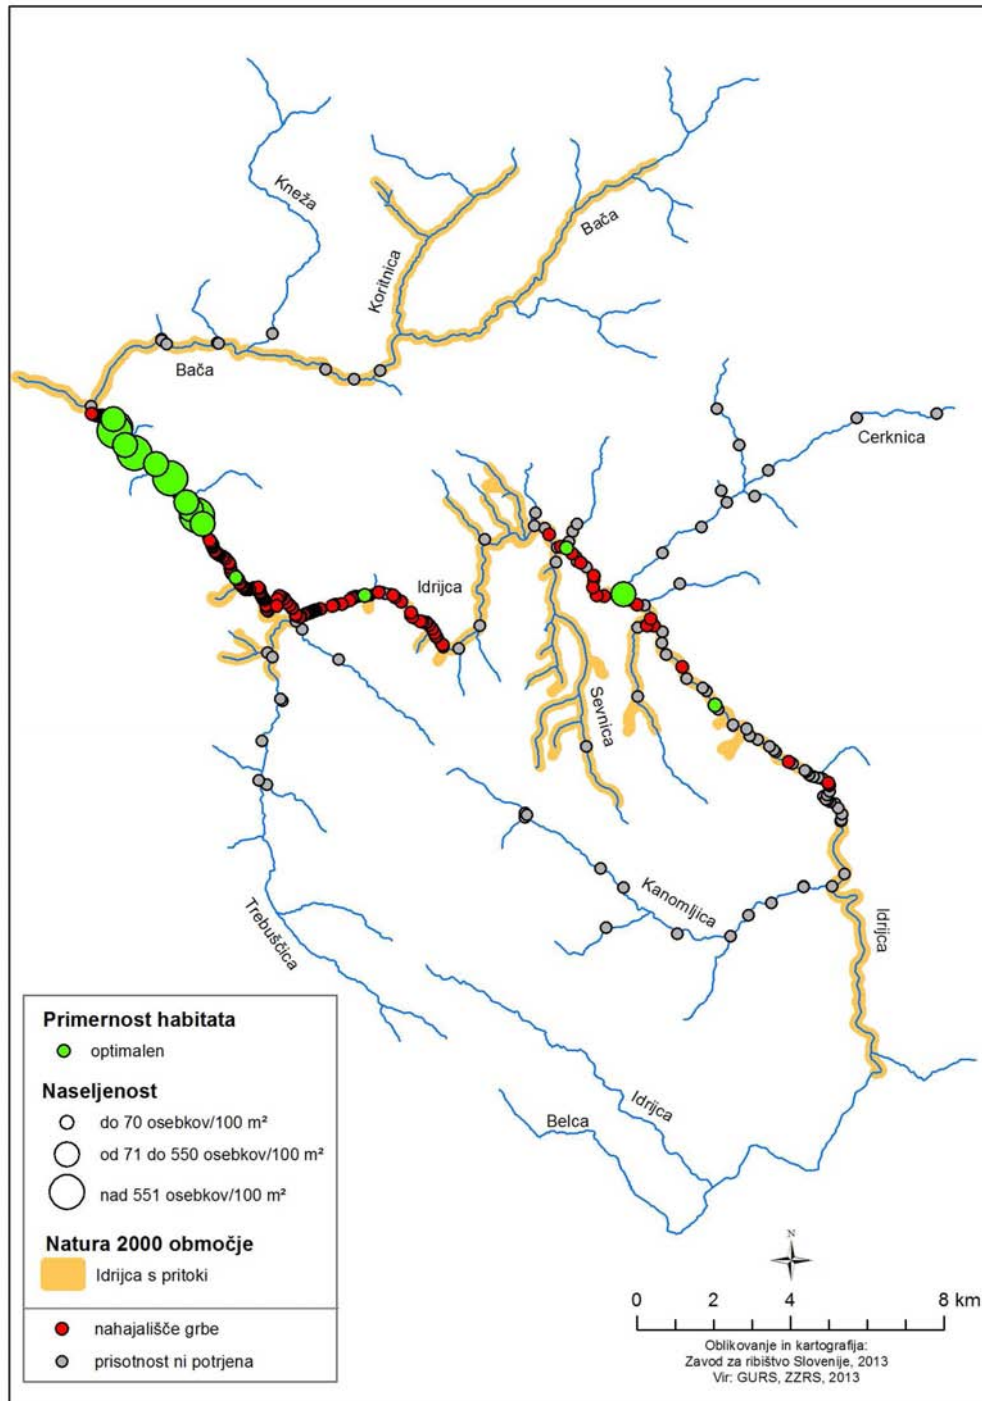 Kneža
Koritnica
Bača
Bača
Cerknica
Idrijca
Sevnica
Kanomljica
Idrijca
Trebuščica
Idrijca
Belca
Primernost habitata
optimalen
Naseljenost
do 70 osebkov/100 m²
od 71 do 550 osebkov/100 m²
nad 551 osebkov/100 m²
Natura 2000 območje
Idrijca s pritoki
nahajališče grbe
prisotnost ni potrjena
N
0 2 4 8 km
Oblikovanje in kartografija:
Zavod za ribištvo Slovenije, 2013
Vir: GURS, ZZRS, 2013